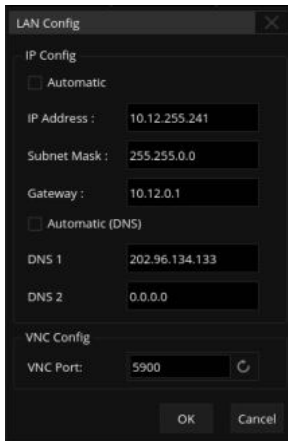 LAN Config
IP Config
Automatic
IP Address : 10.12.255.241
Subnet Mask : 255.255.0.0
Gateway : 10.12.0.1
Automatic (DNS)
DNS 1 202.96.134.133
DNS 2 0.0.0.0
VNC Config
VNC Port: 5900
OK Cancel